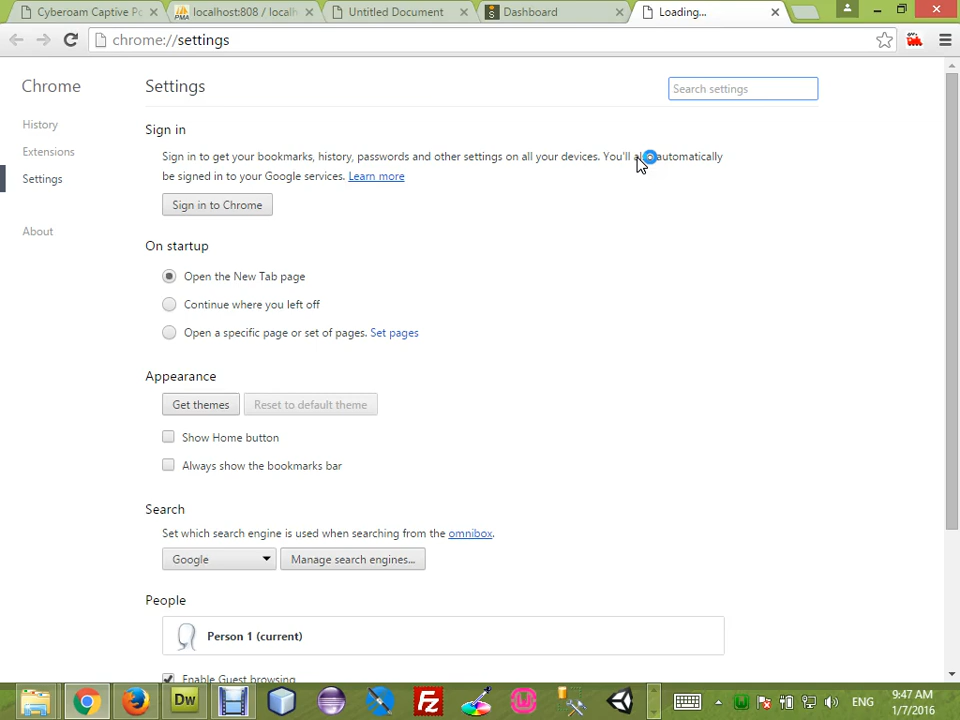 Cyberoam Captive Po
localhost:808 / localh
Untitled Document
Dashboard
Loading...
chrome://settings
Chrome
Settings
Search settings
History
Extensions
Settings
About
Sign in
Sign in to get your bookmarks, history, passwords and other settings on all your devices. You'll automatically
be signed in to your Google services. Learn more
Sign in to Chrome
On startup
Open the New Tab page
Continue where you left off
Open a specific page or set of pages. Set pages
Appearance
Get themes
Reset to default theme
Show Home button
Always show the bookmarks bar
Search
Set which search engine is used when searching from the omnibox.
Google
Manage search engines...
People
Person 1 (current)
Enable Guest browsing
Dw
Fz
ENG
9:47 AM
1/7/2016